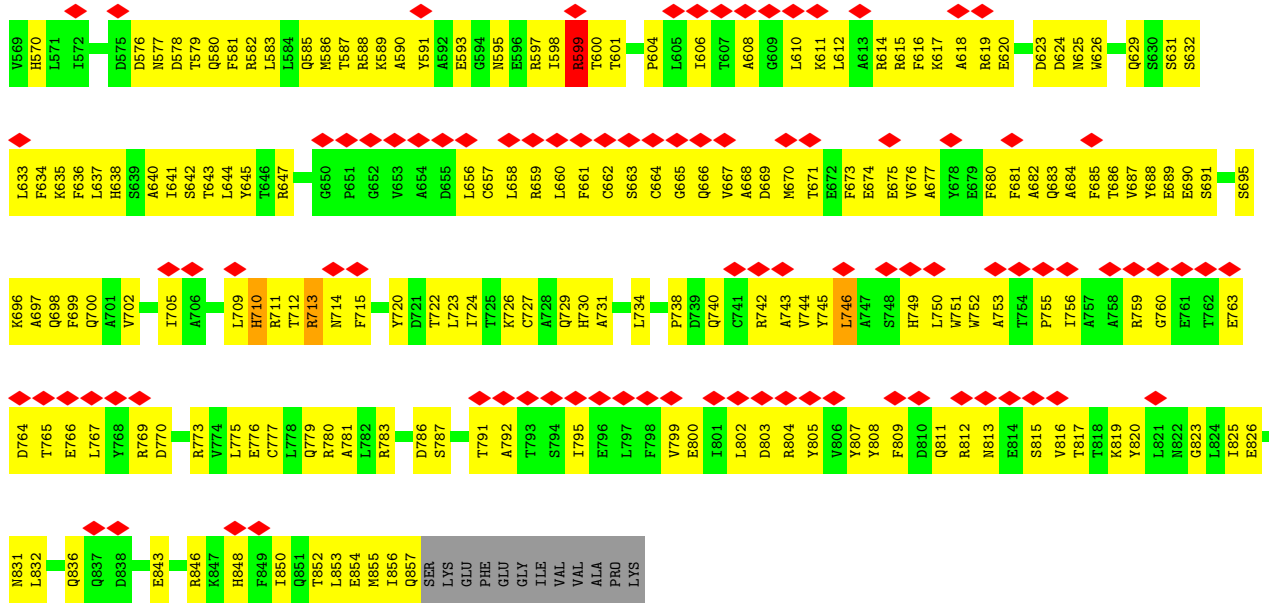 V569 H570 L571 I572 D575 D576 N577 D578 T579 Q580 F581 R582 L583 L584 Q585 M586 T587 R588 K589 A590 Y591 A592 E593 G594 N595 E596 R597 I598 R599 T600 T601 P604 L605 I606 T607 A608 G609 L610 K611 L612 A613 R614 R615 F616 K617 A618 R619 E620 D623 D624 N625 W626 Q629 S630 S631 S632
L633 F634 K635 F636 L637 H638 S639 A640 I641 S642 T643 L644 Y645 T646 R647 G650 P651 G652 V653 A654 D655 L656 C657 L658 R659 L660 F661 C662 S663 C664 G665 Q666 V667 A668 D669 M670 T671 E672 F673 E674 E675 V676 A677 Y678 E679 F680 F681 A682 Q683 A684 F685 T686 V687 Y688 E689 E690 S691 S695
K696 A697 Q698 F699 Q700 A701 V702 I705 A706 L709 H710 R711 T712 R713 N714 F715 Y720 D721 T722 L723 I724 T725 K726 C727 A728 Q729 H730 A731 L734 P738 D739 Q740 C741 R742 A743 V744 Y745 L746 A747 S748 H749 L750 W751 W752 A753 T754 P755 I756 A757 A758 R759 G760 E761 T762 E763
D764 T765 E766 L767 Y768 R769 D770 R773 V774 L775 E776 C777 L778 Q779 R780 A781 L782 R783 D786 S787 T791 A792 T793 S794 I795 E796 L797 F798 V799 E800 I801 L802 D803 R804 Y805 V806 Y807 Y808 F809 D810 Q811 R812 N813 E814 S815 V816 T817 T818 K819 Y820 L821 N822 G823 L824 I825 E826
N831 L832 Q836 Q837 D838 E843 R846 K847 H848 F849 I850 Q851 T852 L853 E854 M855 I856 Q857 SER LYS GLU PHE GLU GLY ILE VAL VAL ALA PRO LYS